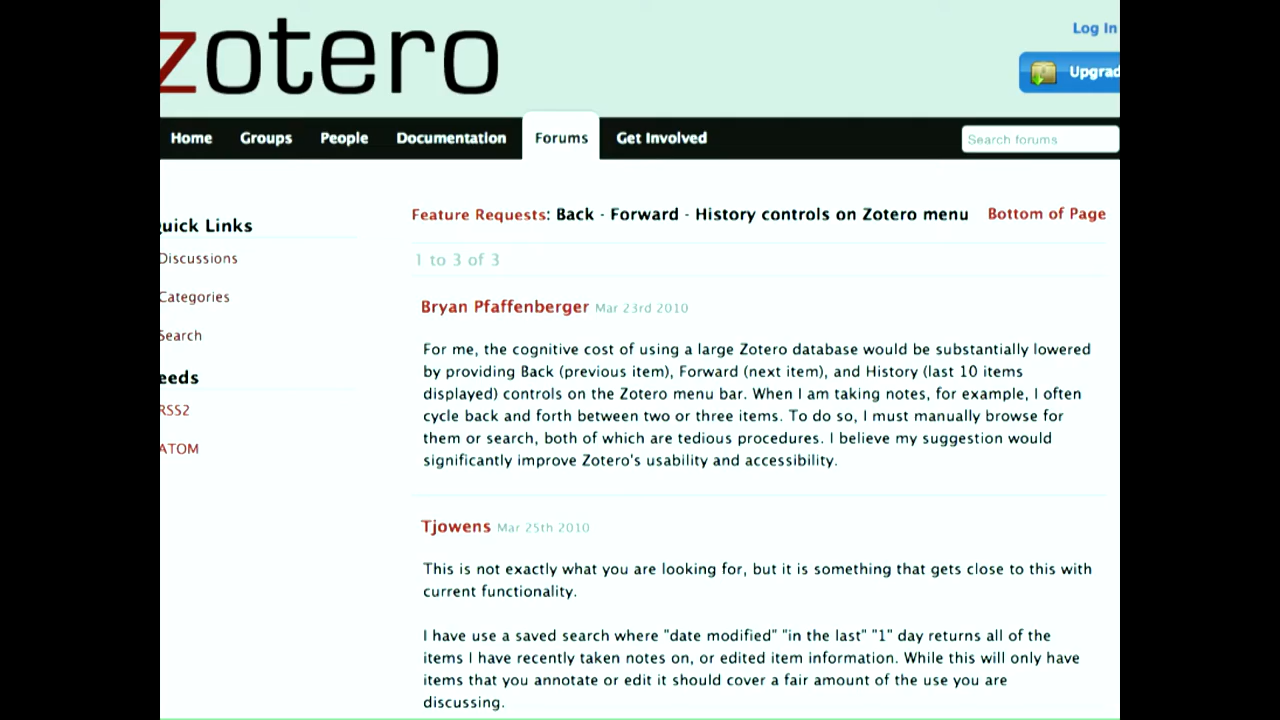 zotero
Log In
Upgrad
Home Groups People Documentation Forums Get Involved Search forums
uick Links
Discussions
Categories
Search
eeds
RSS2
ATOM
Feature Requests: Back - Forward - History controls on Zotero menu Bottom of Page
1 to 3 of 3
Bryan Pfaffenberger Mar 23rd 2010
For me, the cognitive cost of using a large Zotero database would be substantially lowered
by providing Back (previous item), Forward (next item), and History (last 10 items
displayed) controls on the Zotero menu bar. When I am taking notes, for example, I often
cycle back and forth between two or three items. To do so, I must manually browse for
them or search, both of which are tedious procedures. I believe my suggestion would
significantly improve Zotero's usability and accessibility.
Tjowens Mar 25th 2010
This is not exactly what you are looking for, but it is something that gets close to this with
current functionality.
I have use a saved search where "date modified" "in the last" "1" day returns all of the
items I have recently taken notes on, or edited item information. While this will only have
items that you annotate or edit it should cover a fair amount of the use you are
discussing.